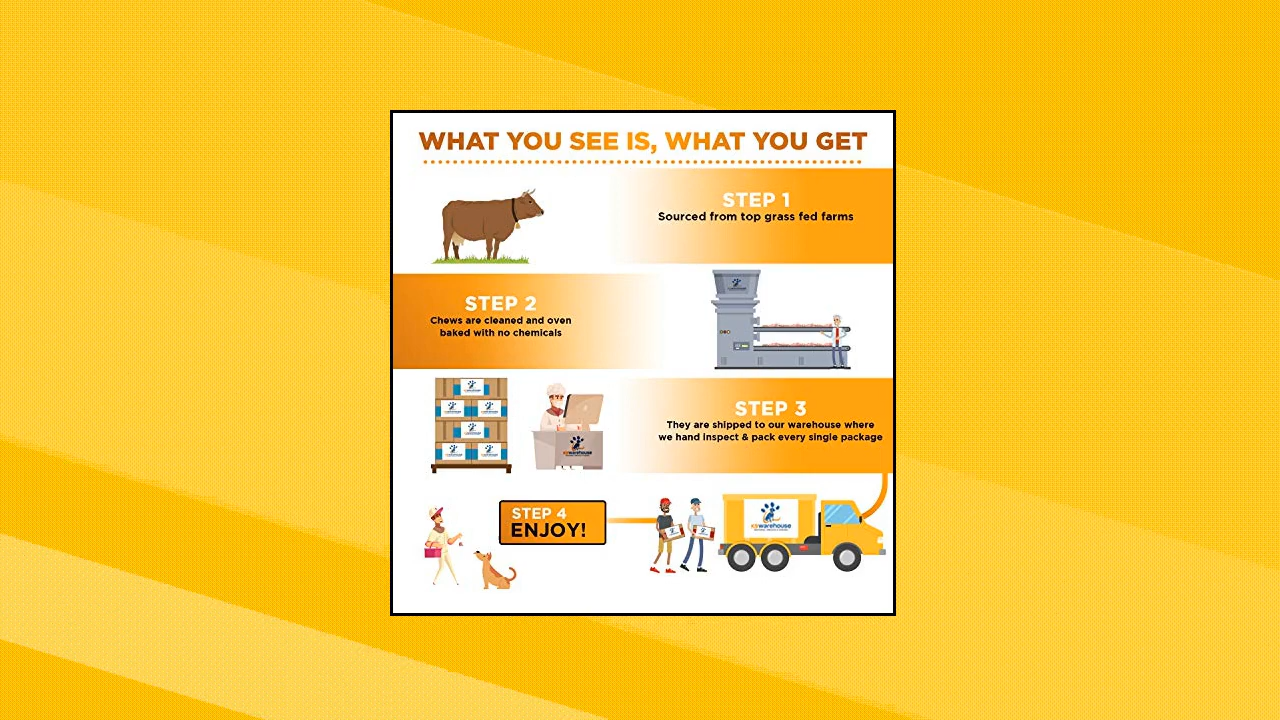 WHAT YOU SEE IS, WHAT YOU GET
STEP 1
Sourced from top grass fed farms
STEP 2
Chews are cleaned and oven
baked with no chemicals
STEP 3
They are shipped to our warehouse where
we hand inspect & pack every single package
STEP 4
ENJOY!
K9warehouse